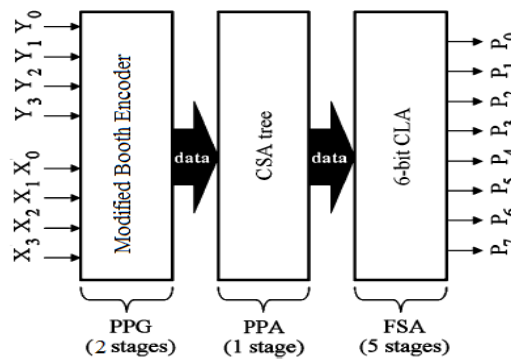 Y0
Y1
Y2
Y3
X0
X1
X2
X3
Modified Booth Encoder
data
CSA tree
data
6-bit CLA
P0
P1
P2
P3
P4
P5
P6
P7
PPG
(2 stages)
PPA
(1 stage)
FSA
(5 stages)